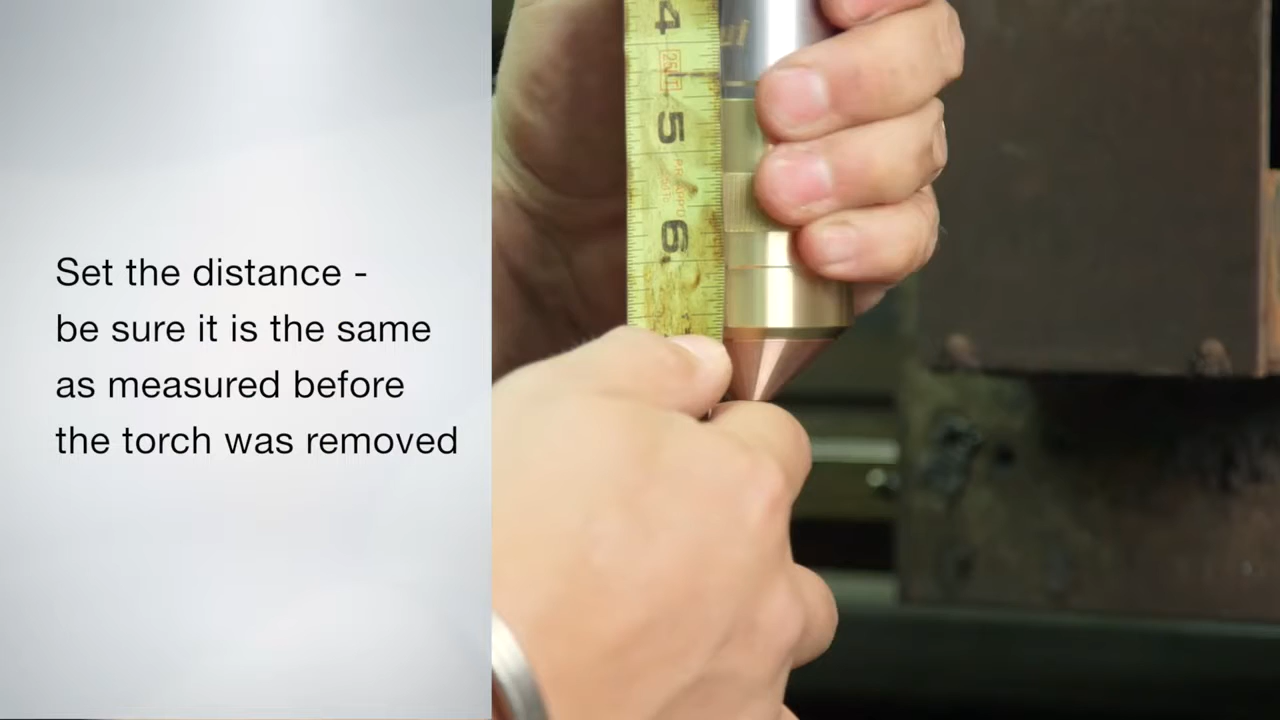 Set the distance -
be sure it is the same
as measured before
the torch was removed
4
5
6